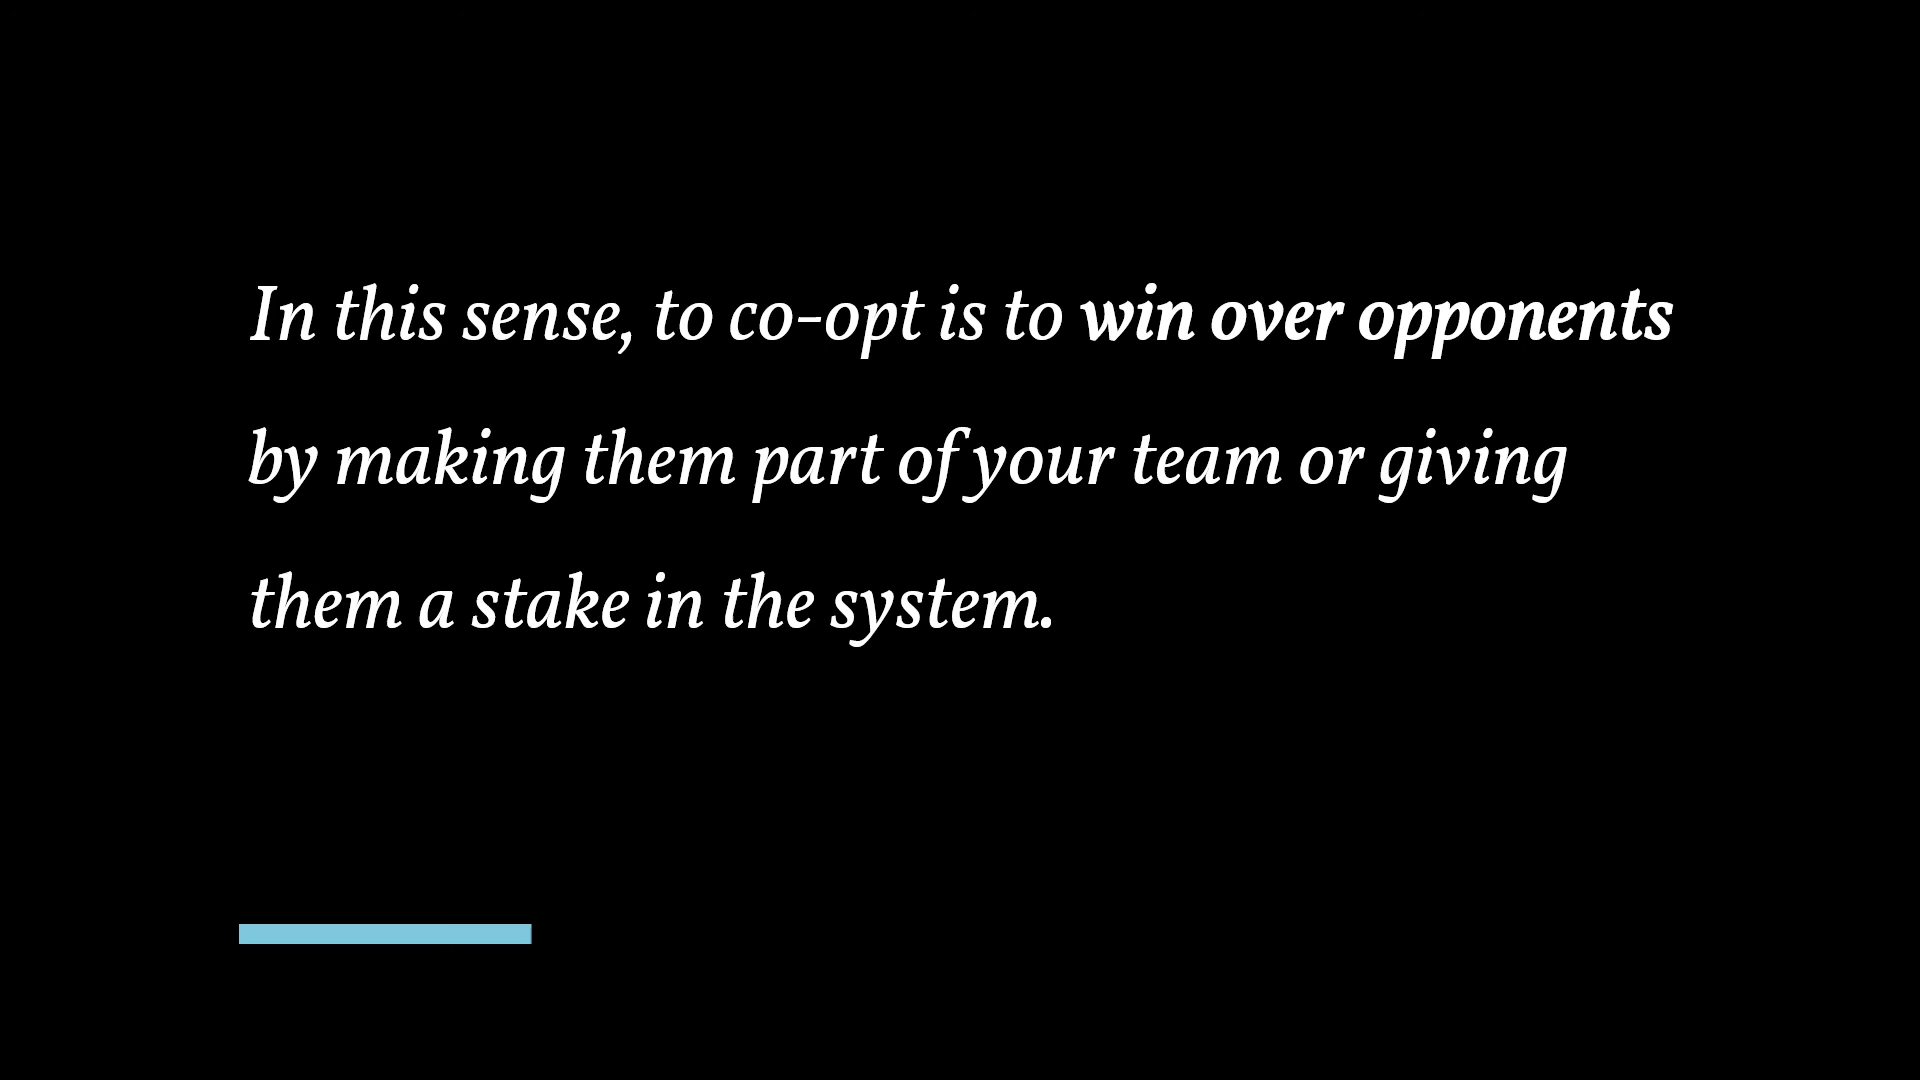 In this sense, to co-opt is to win over opponents
by making them part of your team or giving
them a stake in the system.